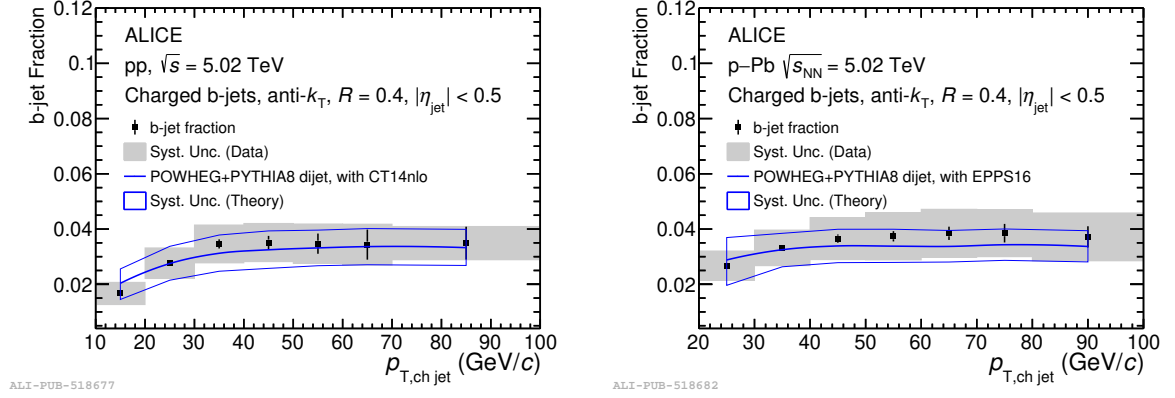 b-jet Fraction
0.12
0.1
0.08
0.06
0.04
0.02
ALICE
pp, √s = 5.02 TeV
Charged b-jets, anti-kT, R = 0.4, |ηjet| < 0.5
b-jet fraction
Syst. Unc. (Data)
POWHEG+PYTHIA8 dijet, with CT14nlo
Syst. Unc. (Theory)
10 20 30 40 50 60 70 80 90 100
pT,ch jet (GeV/c)
ALI-PUB-518677
b-jet Fraction
0.12
0.1
0.08
0.06
0.04
0.02
ALICE
p–Pb √sNN = 5.02 TeV
Charged b-jets, anti-kT, R = 0.4, |ηjet| < 0.5
b-jet fraction
Syst. Unc. (Data)
POWHEG+PYTHIA8 dijet, with EPPS16
Syst. Unc. (Theory)
20 30 40 50 60 70 80 90 100
pT,ch jet (GeV/c)
ALI-PUB-518682